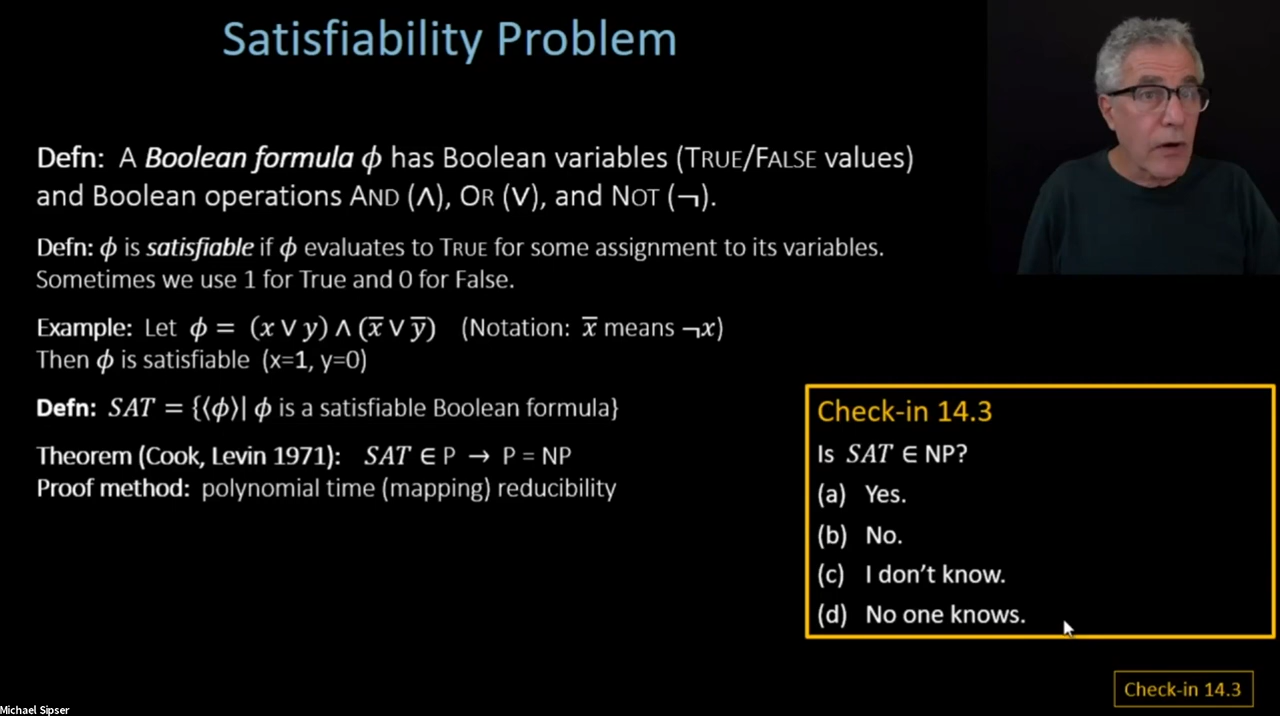 Satisfiability Problem
Defn: A Boolean formula ϕ has Boolean variables (TRUE/FALSE values)
and Boolean operations AND (∧), OR (∨), and NOT (¬).
Defn: ϕ is satisfiable if ϕ evaluates to TRUE for some assignment to its variables.
Sometimes we use 1 for True and 0 for False.
Example: Let ϕ = (x ∨ y) ∧ (x̅ ∨ y̅) (Notation: x̅ means ¬x)
Then ϕ is satisfiable (x=1, y=0)
Defn: SAT = {⟨ϕ⟩| ϕ is a satisfiable Boolean formula}
Theorem (Cook, Levin 1971): SAT ∈ P → P = NP
Proof method: polynomial time (mapping) reducibility
Check-in 14.3
Is SAT ∈ NP?
(a) Yes.
(b) No.
(c) I don’t know.
(d) No one knows.
Check-in 14.3
Michael Sipser